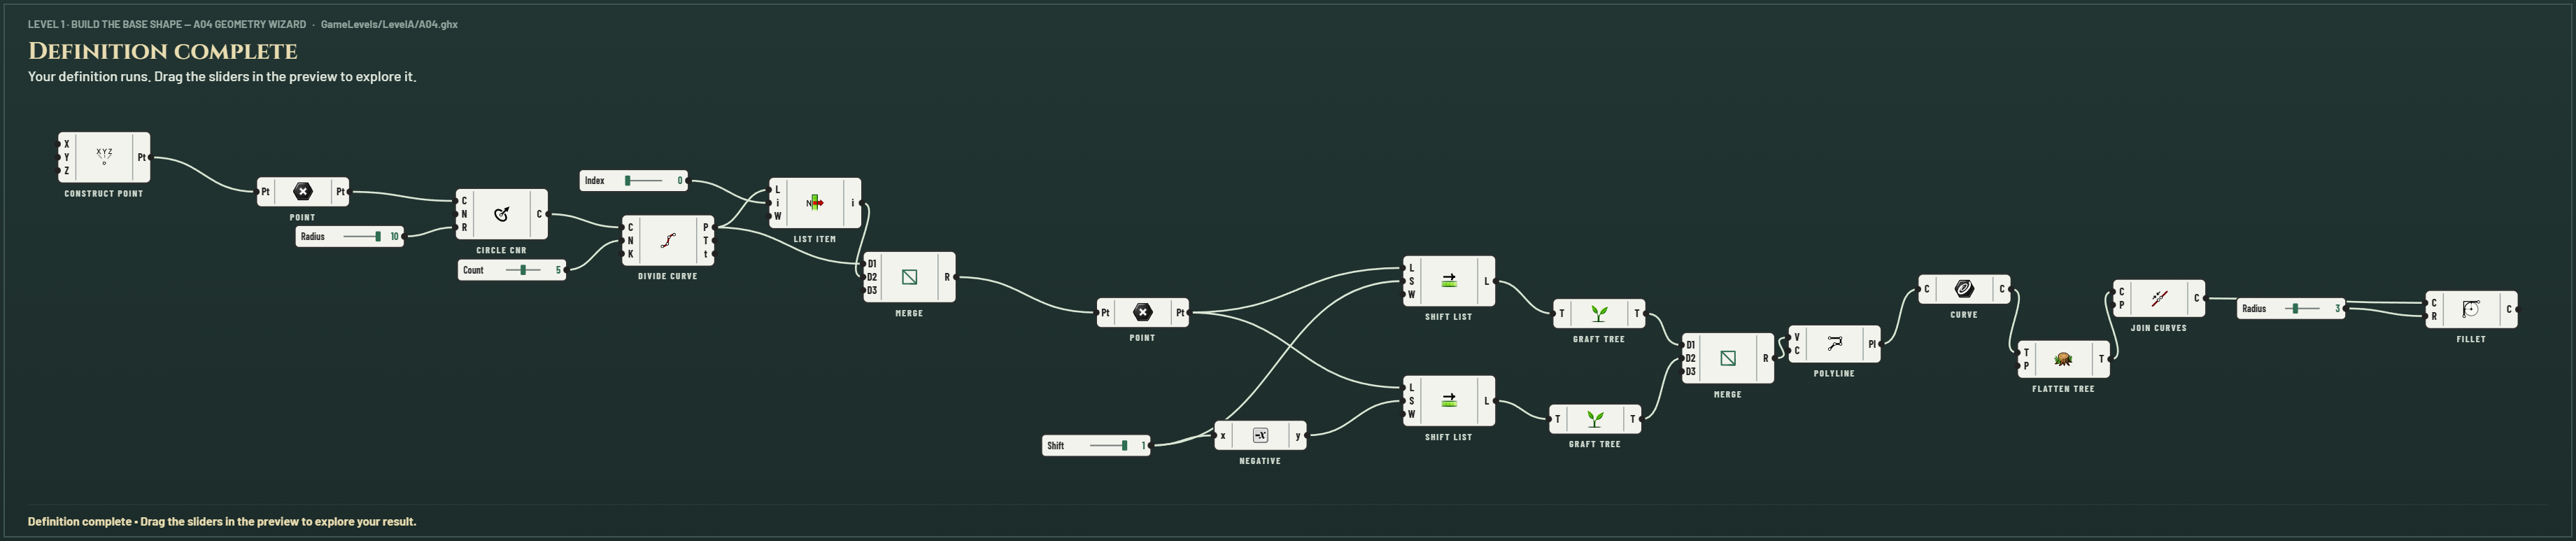 LEVEL 1 · BUILD THE BASE SHAPE — A04 GEOMETRY WIZARD · GameLevels/LevelA/A04.ghx
DEFINITION COMPLETE
Your definition runs. Drag the sliders in the preview to explore it.
X
Y
Z
XYZ
Pt
CONSTRUCT POINT
Pt
Pt
POINT
Radius 10
C
N
R
C
CIRCLE CNR
Count 5
Index 0
C
N
K
P
T
t
DIVIDE CURVE
L
i
W
N
i
LIST ITEM
D1
D2
D3
R
MERGE
Pt
Pt
POINT
Shift 1
x
-x
y
NEGATIVE
L
S
W
L
SHIFT LIST
L
S
W
L
SHIFT LIST
T
T
GRAFT TREE
T
T
GRAFT TREE
D1
D2
D3
R
MERGE
V
C
Pl
POLYLINE
C
C
CURVE
T
P
T
FLATTEN TREE
C
P
C
JOIN CURVES
Radius 3
C
R
C
FILLET
Definition complete • Drag the sliders in the preview to explore your result.